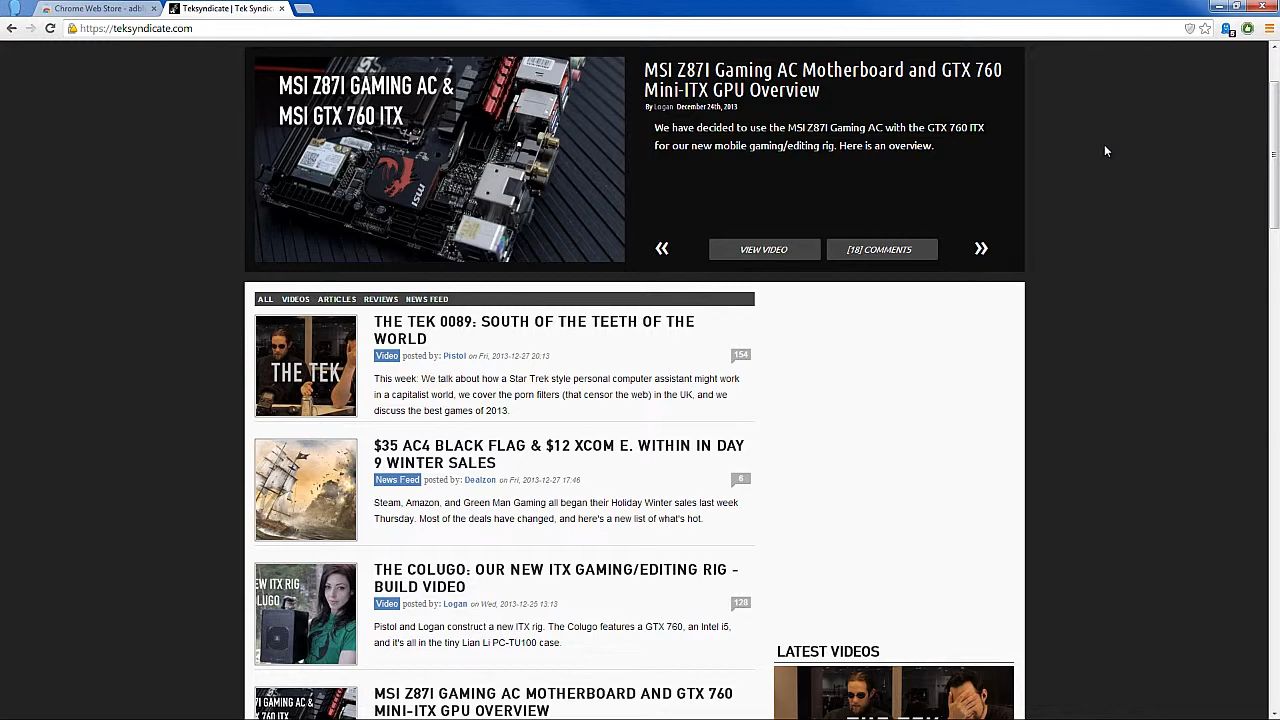 Chrome Web Store - adbl
Teksyndicate | Tek Syndic
https://teksyndicate.com
5
MSI Z87I GAMING AC &
MSI GTX 760 ITX
MSI Z87I Gaming AC Motherboard and GTX 760
Mini-ITX GPU Overview
By Logan December 24th, 2013
We have decided to use the MSI Z87I Gaming AC with the GTX 760 ITX
for our new mobile gaming/editing rig. Here is an overview.
« VIEW VIDEO [18] COMMENTS »
ALL VIDEOS ARTICLES REVIEWS NEWS FEED
THE TEK
THE TEK 0089: SOUTH OF THE TEETH OF THE
WORLD
Video posted by: Pistol on Fri, 2013-12-27 20:13
154
This week: We talk about how a Star Trek style personal computer assistant might work
in a capitalist world, we cover the porn filters (that censor the web) in the UK, and we
discuss the best games of 2013.
$35 AC4 BLACK FLAG & $12 XCOM E. WITHIN IN DAY
9 WINTER SALES
News Feed posted by: Dealzon on Fri, 2013-12-27 17:46
6
Steam, Amazon, and Green Man Gaming all began their Holiday Winter sales last week
Thursday. Most of the deals have changed, and here's a new list of what's hot.
EW ITX RIG
OLUGO
THE COLUGO: OUR NEW ITX GAMING/EDITING RIG -
BUILD VIDEO
Video posted by: Logan on Wed, 2013-12-25 13:13
128
Pistol and Logan construct a new ITX rig. The Colugo features a GTX 760, an Intel i5,
and it's all in the tiny Lian Li PC-TU100 case.
LATEST VIDEOS
THE TEK
I GAMING AC &
MSI Z87I GAMING AC MOTHERBOARD AND GTX 760
MINI-ITX GPU OVERVIEW